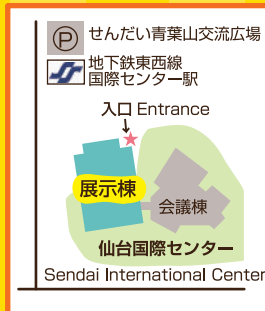 Ⓟ せんだい青葉山交流広場
地下鉄東西線
国際センター駅
入口 Entrance
展示棟
会議棟
仙台国際センター
Sendai International Center